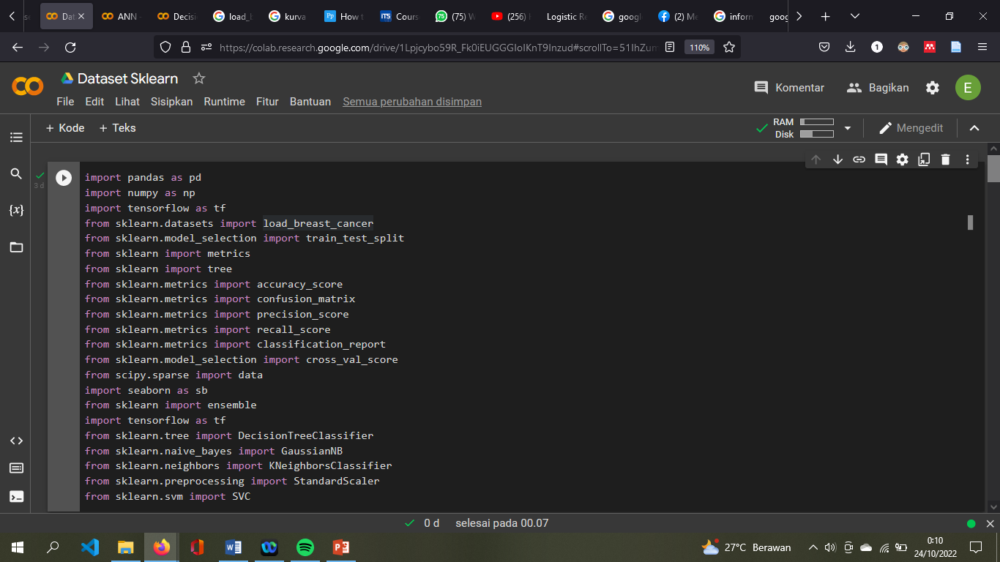 Dat
ANN
Decisi
load_b
kurva
How t
Cours
(75) W
(256)
Logistic Re
googl
(2) Me
inform
goog
https://colab.research.google.com/drive/1Lpjcybo59R_Fk0iEUGGGIoIKnT9Inzud#scrollTo=51IhZum
110%
Dataset Sklearn
File Edit Lihat Sisipkan Runtime Fitur Bantuan Semua perubahan disimpan
Komentar
Bagikan
E
+ Kode + Teks
RAM
Disk
Mengedit
3 d
import pandas as pd
import numpy as np
import tensorflow as tf
from sklearn.datasets import load_breast_cancer
from sklearn.model_selection import train_test_split
from sklearn import metrics
from sklearn import tree
from sklearn.metrics import accuracy_score
from sklearn.metrics import confusion_matrix
from sklearn.metrics import precision_score
from sklearn.metrics import recall_score
from sklearn.metrics import classification_report
from sklearn.model_selection import cross_val_score
from scipy.sparse import data
import seaborn as sb
from sklearn import ensemble
import tensorflow as tf
from sklearn.tree import DecisionTreeClassifier
from sklearn.naive_bayes import GaussianNB
from sklearn.neighbors import KNeighborsClassifier
from sklearn.preprocessing import StandardScaler
from sklearn.svm import SVC
0 d selesai pada 00.07
27°C Berawan
0:10
24/10/2022